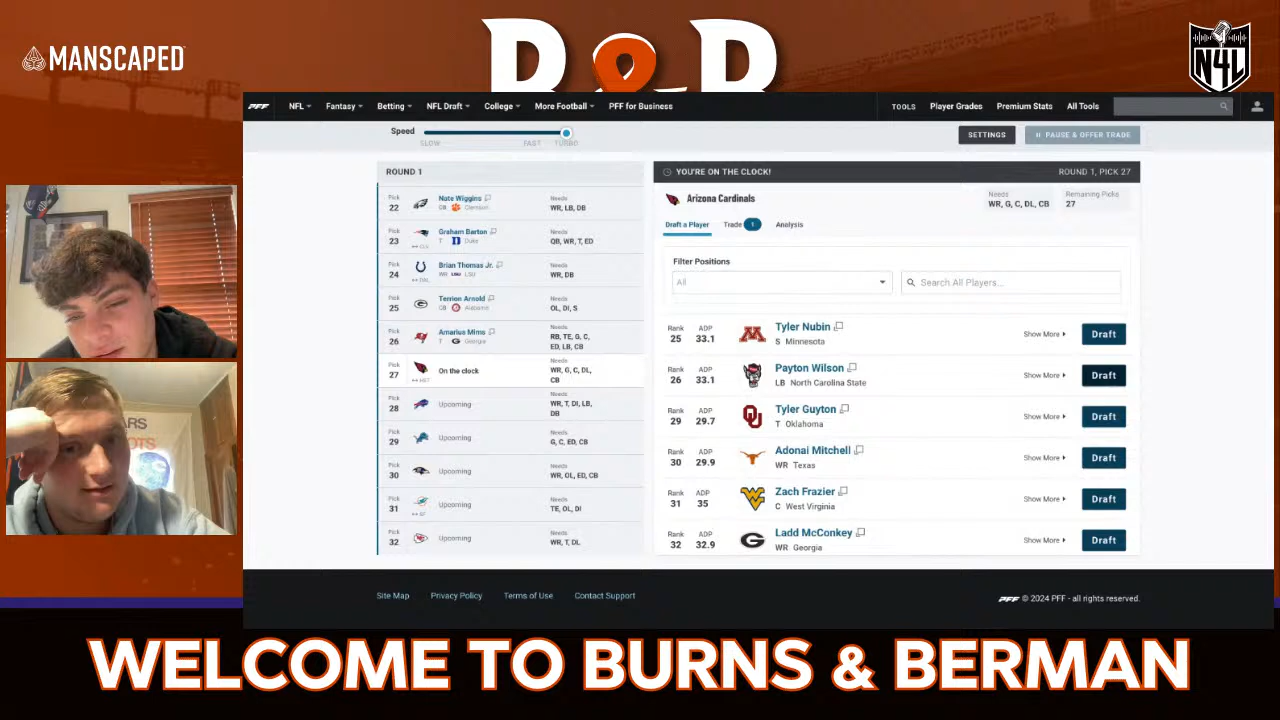 MANSCAPED
B&B
N4L
PFF NFL Fantasy Betting NFL Draft College More Football PFF for Business TOOLS Player Grades Premium Stats All Tools
Speed
SLOW FAST TURBO
SETTINGS PAUSE & OFFER TRADE
ROUND 1
Pick 22 Nate Wiggins CB Clemson Needs WR, LB, DB
Pick 23 Graham Barton T Duke Needs QB, WR, T, ED
Pick 24 Brian Thomas Jr. WR LSU Needs WR, DB
Pick 25 Terrion Arnold CB Alabama Needs OL, DI, S
Pick 26 Amarius Mims T Georgia Needs RB, TE, G, C, ED, LB, CB
Pick 27 On the clock Needs WR, G, C, DL, CB
Pick 28 Upcoming Needs WR, T, DI, LB, DB
Pick 29 Upcoming Needs G, C, ED, CB
Pick 30 Upcoming Needs WR, OL, ED, CB
Pick 31 Upcoming Needs TE, OL, DI
Pick 32 Upcoming Needs WR, T, DL
YOU'RE ON THE CLOCK! ROUND 1, PICK 27
Arizona Cardinals
Needs
WR, G, C, DL, CB
Remaining Picks
27
Draft a Player Trade 1 Analysis
Filter Positions
All Search All Players...
Rank 25 ADP 33.1 Tyler Nubin S Minnesota Show More Draft
Rank 26 ADP 33.1 Payton Wilson LB North Carolina State Show More Draft
Rank 29 ADP 29.7 Tyler Guyton T Oklahoma Show More Draft
Rank 30 ADP 29.9 Adonai Mitchell WR Texas Show More Draft
Rank 31 ADP 35 Zach Frazier C West Virginia Show More Draft
Rank 32 ADP 32.9 Ladd McConkey WR Georgia Show More Draft
Site Map Privacy Policy Terms of Use Contact Support
PFF © 2024 PFF - all rights reserved.
WELCOME TO BURNS & BERMAN